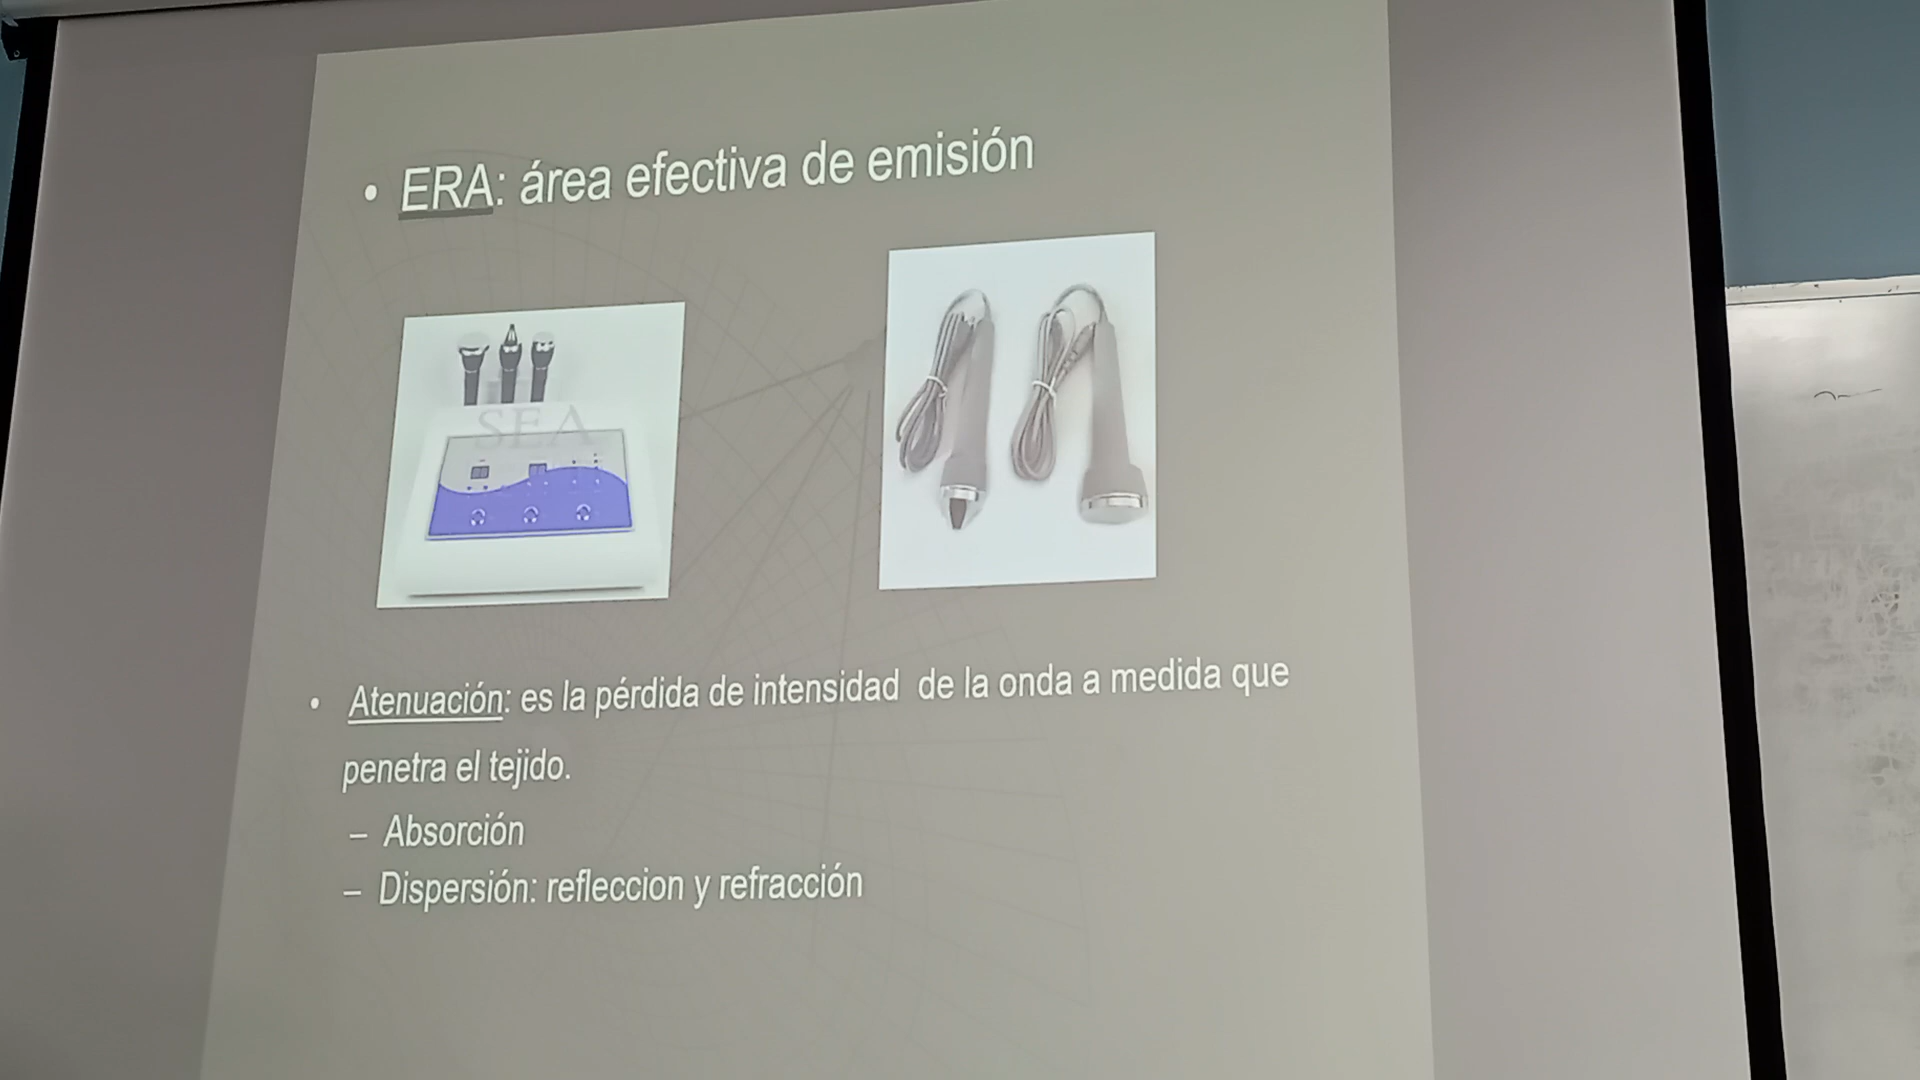 • ERA: área efectiva de emisión
SEA
• Atenuación: es la pérdida de intensidad de la onda a medida que
penetra el tejido.
– Absorción
– Dispersión: refleccion y refracción